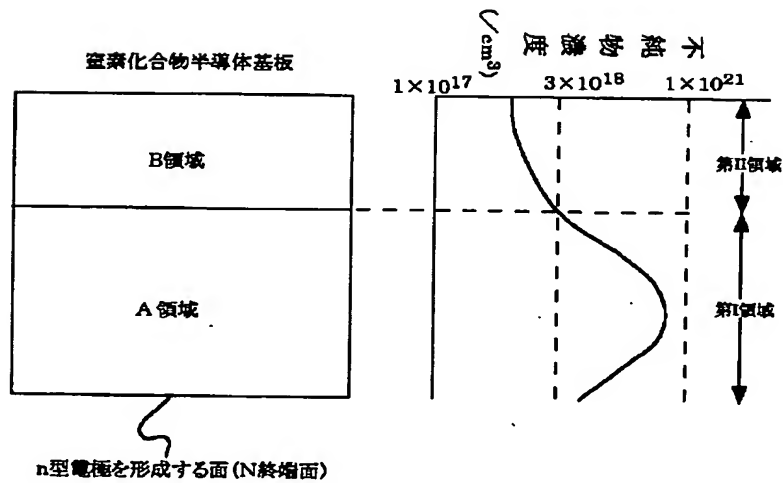 不純物濃度
(/cm³)
窒素化合物半導体基板
1×10¹⁷
3×10¹⁸
1×10²¹
B領域
第II領域
A領域
第I領域
n型電極を形成する面(N終端面)